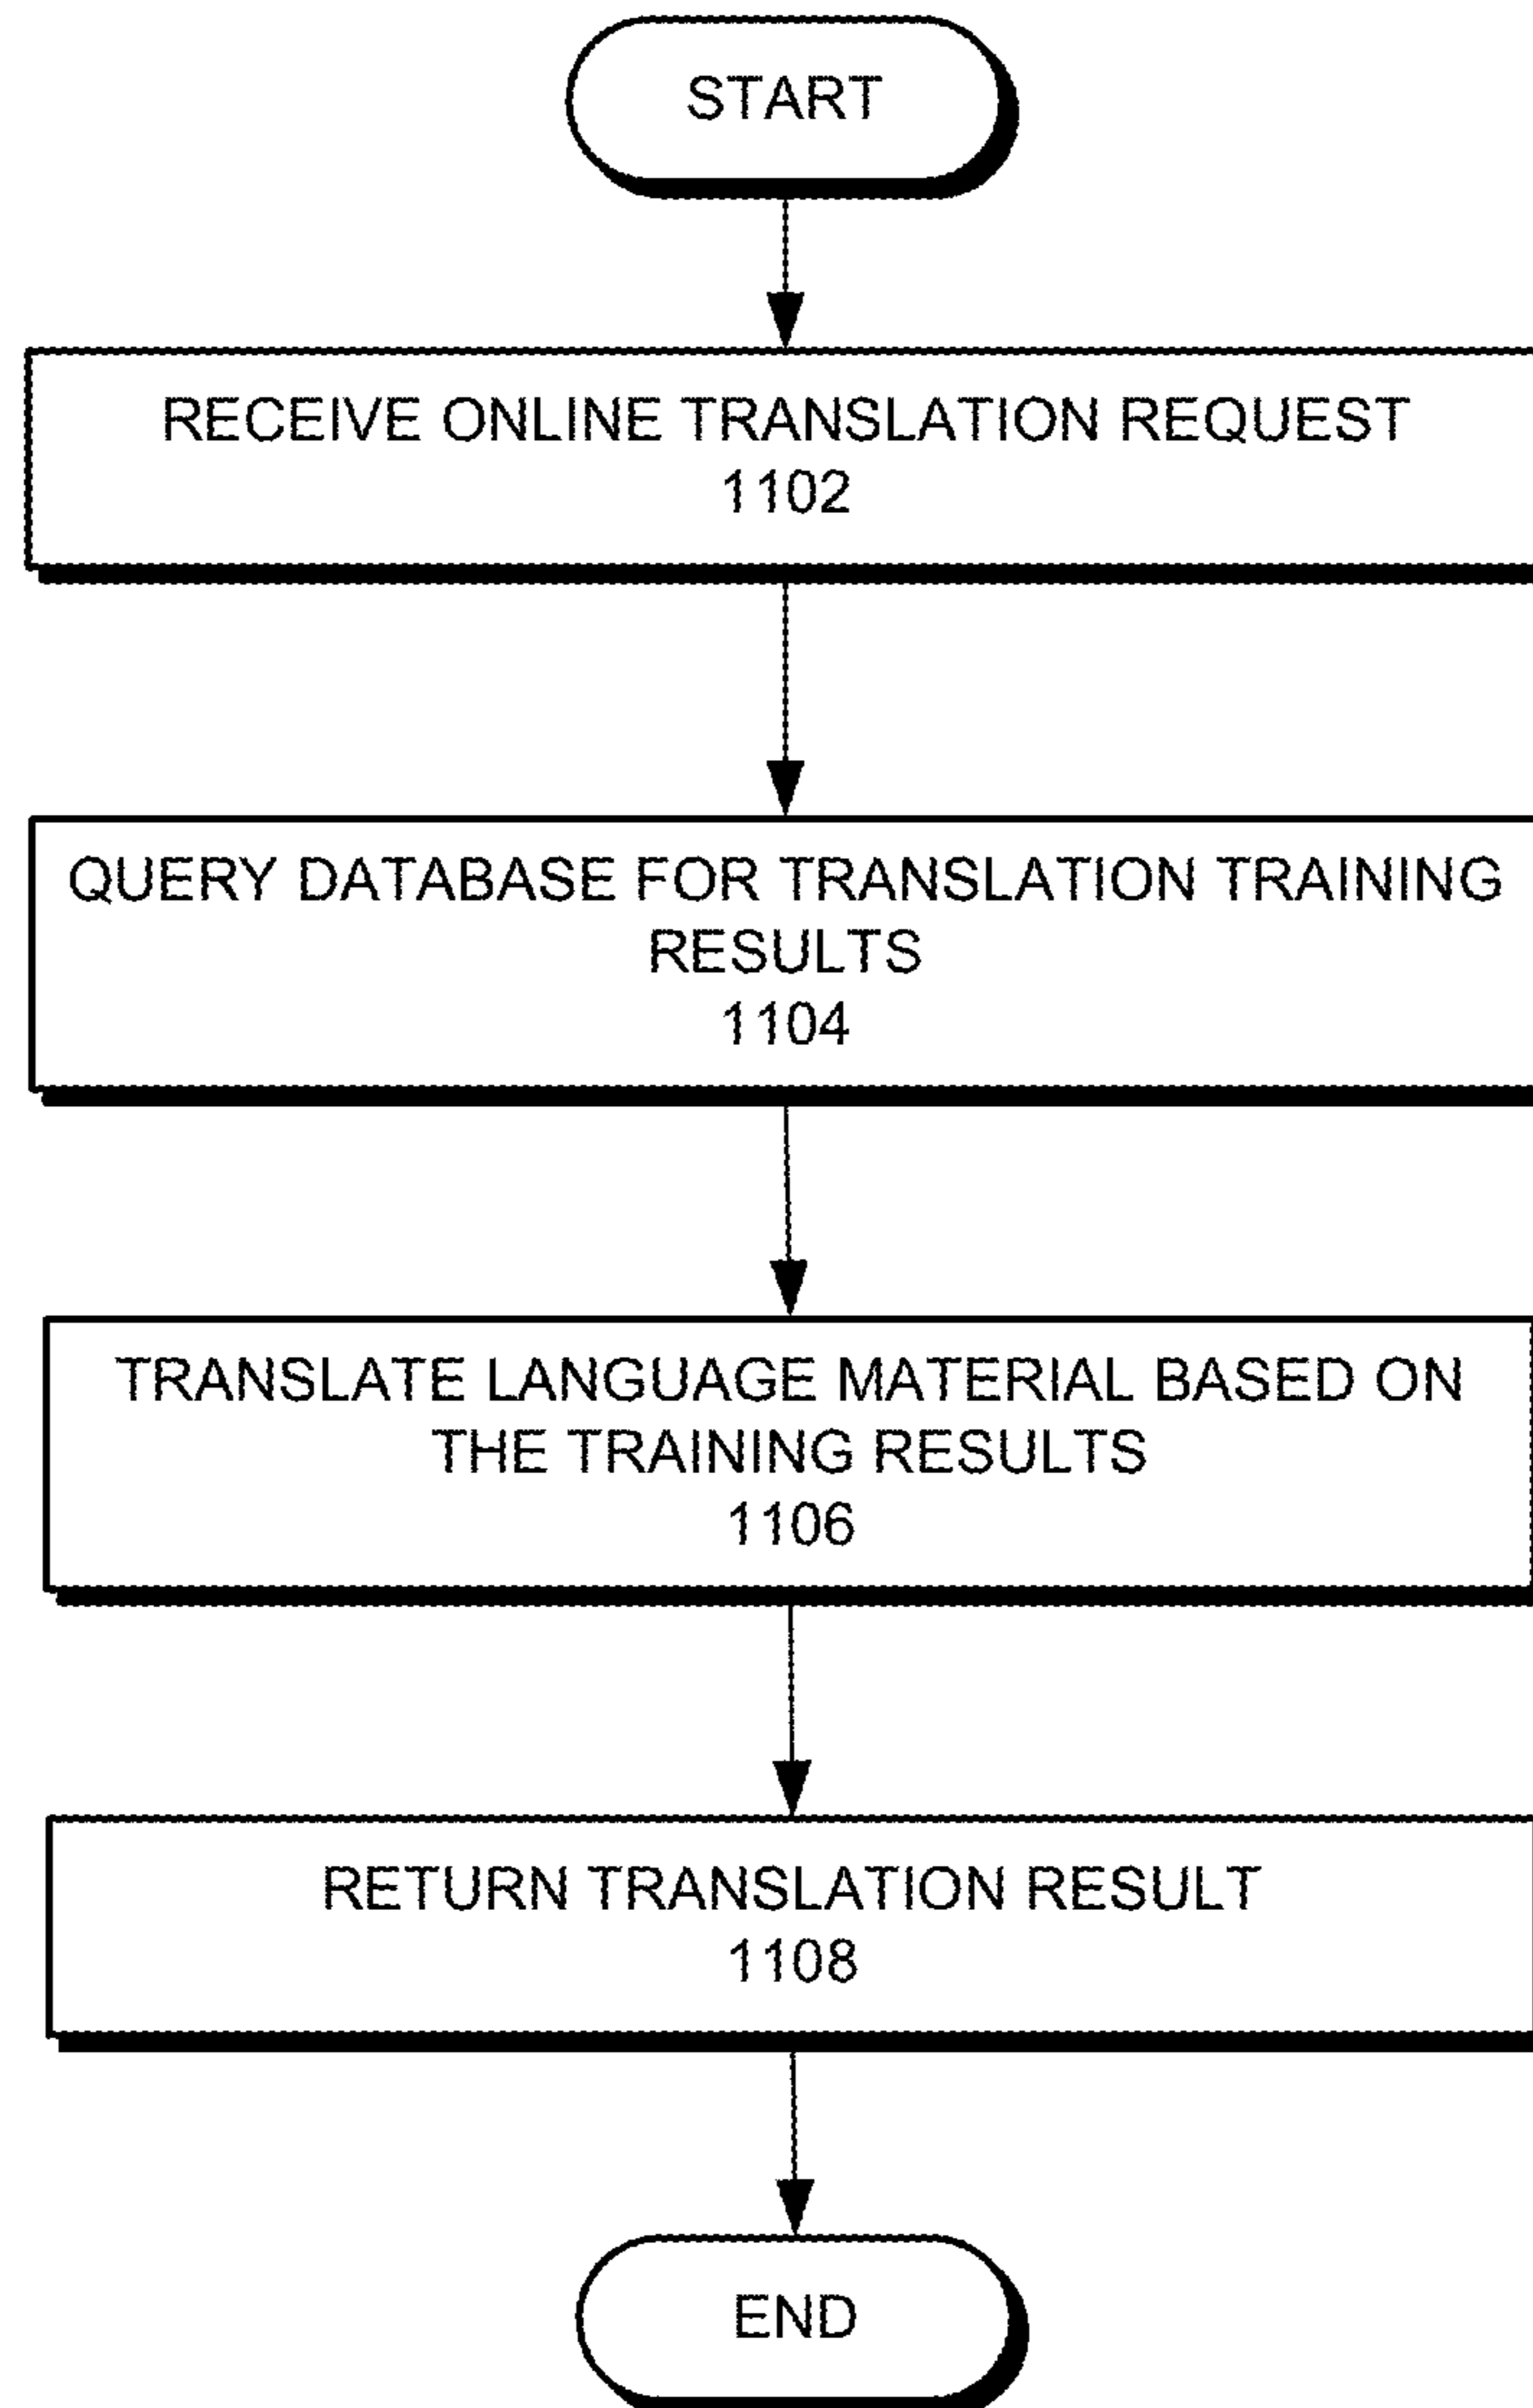 START
RECEIVE ONLINE TRANSLATION REQUEST
1102
QUERY DATABASE FOR TRANSLATION TRAINING
RESULTS
1104
TRANSLATE LANGUAGE MATERIAL BASED ON
THE TRAINING RESULTS
1106
RETURN TRANSLATION RESULT
1108
END